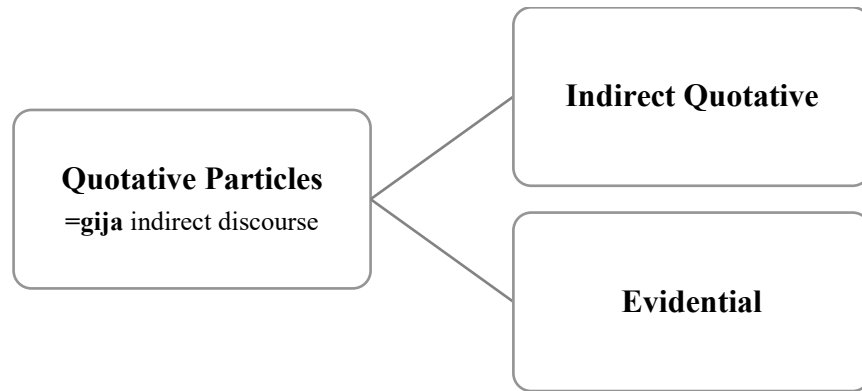 Quotative Particles
=gija indirect discourse
Indirect Quotative
Evidential